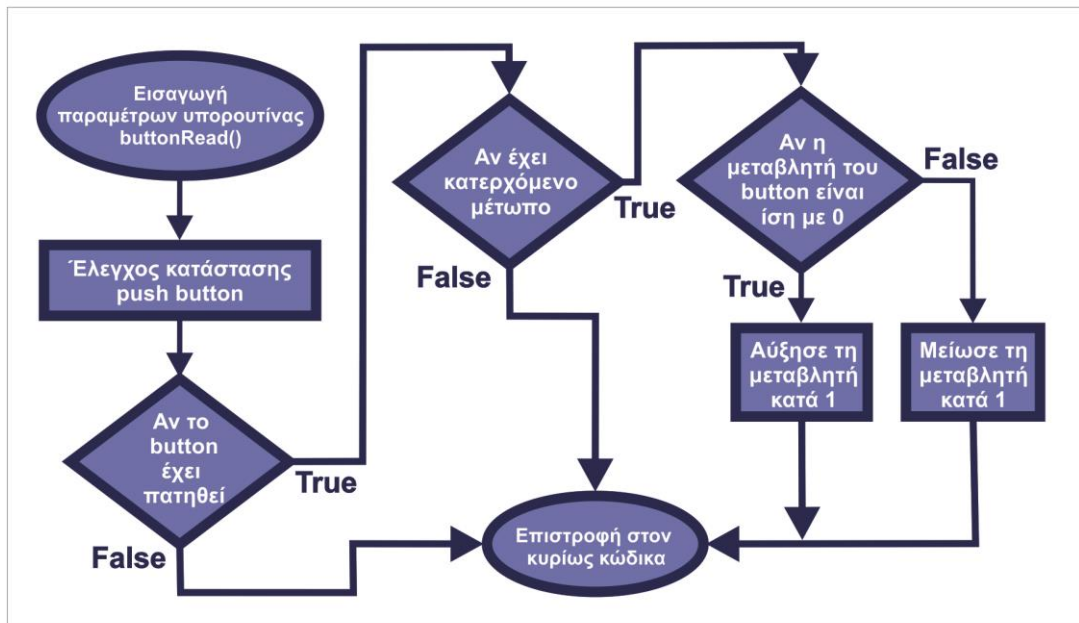 Εισαγωγή
παραμέτρων υπορουτίνας
buttonRead()
Έλεγχος κατάστασης
push button
Αν το
button
έχει
πατηθεί
True
False
Αν έχει
κατερχόμενο
μέτωπο
True
False
Αν η
μεταβλητή του
button είναι
ίση με 0
False
True
Αύξησε τη
μεταβλητή
κατά 1
Μείωσε τη
μεταβλητή
κατά 1
Επιστροφή στον
κυρίως κώδικα